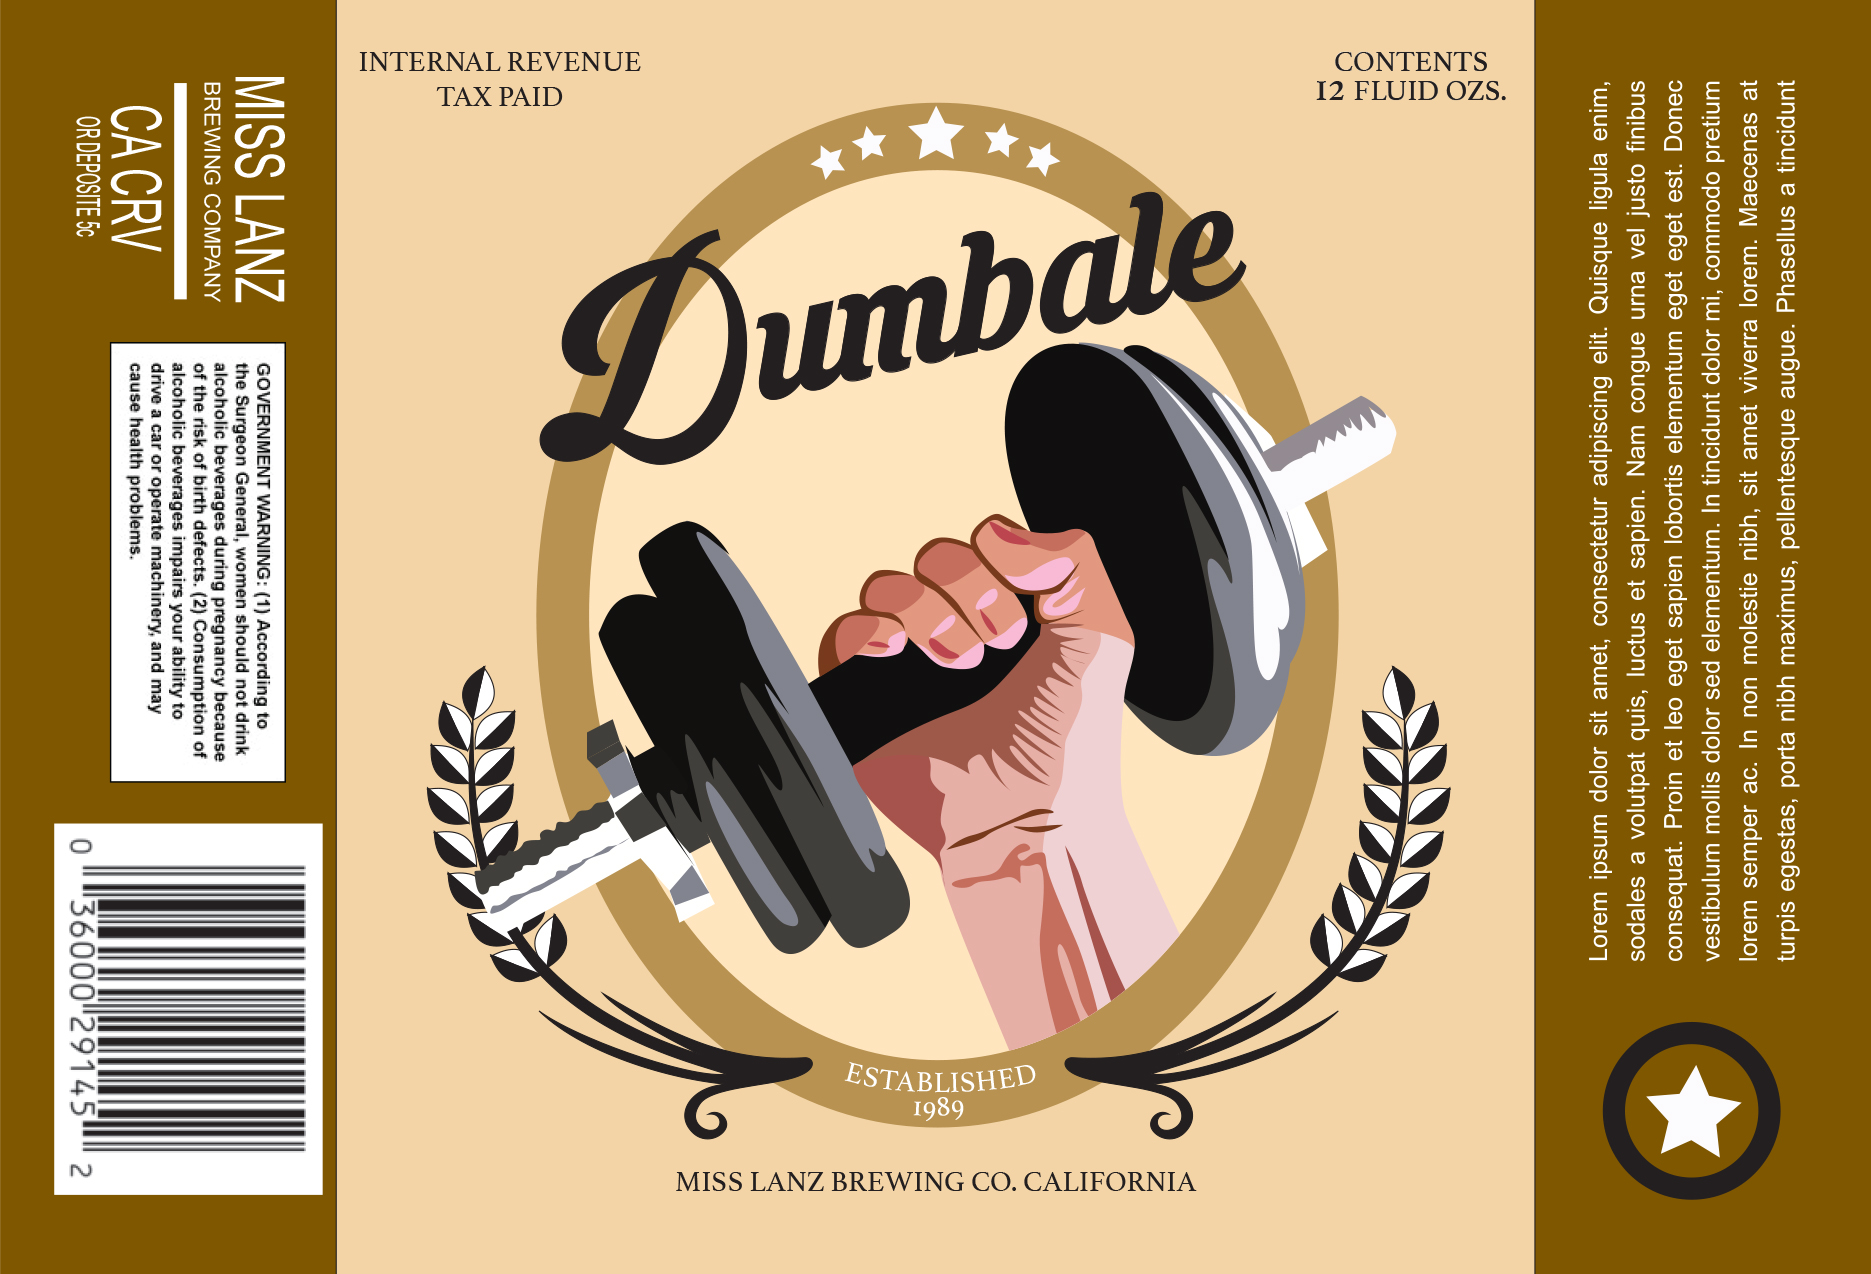 MISS LANZ
BREWING COMPANY
CA CRV
OR DEPOSITE 5c
GOVERNMENT WARNING: (1) According to
the Surgeon General, women should not drink
alcoholic beverages during pregnancy because
of the risk of birth defects. (2) Consumption of
alcoholic beverages impairs your ability to
drive a car or operate machinery, and may
cause health problems.
0 36000 29145 2
INTERNAL REVENUE
TAX PAID
CONTENTS
12 FLUID OZS.
Dumbale
ESTABLISHED
1989
MISS LANZ BREWING CO. CALIFORNIA
Lorem ipsum dolor sit amet, consectetur adipiscing elit. Quisque ligula enim,
sodales a volutpat quis, luctus et sapien. Nam congue urna vel justo finibus
consequat. Proin et leo eget sapien lobortis elementum eget eget est. Donec
vestibulum mollis dolor sed elementum. In tincidunt dolor mi, commodo pretium
lorem semper ac. In non molestie nibh, sit amet viverra lorem. Maecenas at
turpis egestas, porta nibh maximus, pellentesque augue. Phasellus a tincidunt